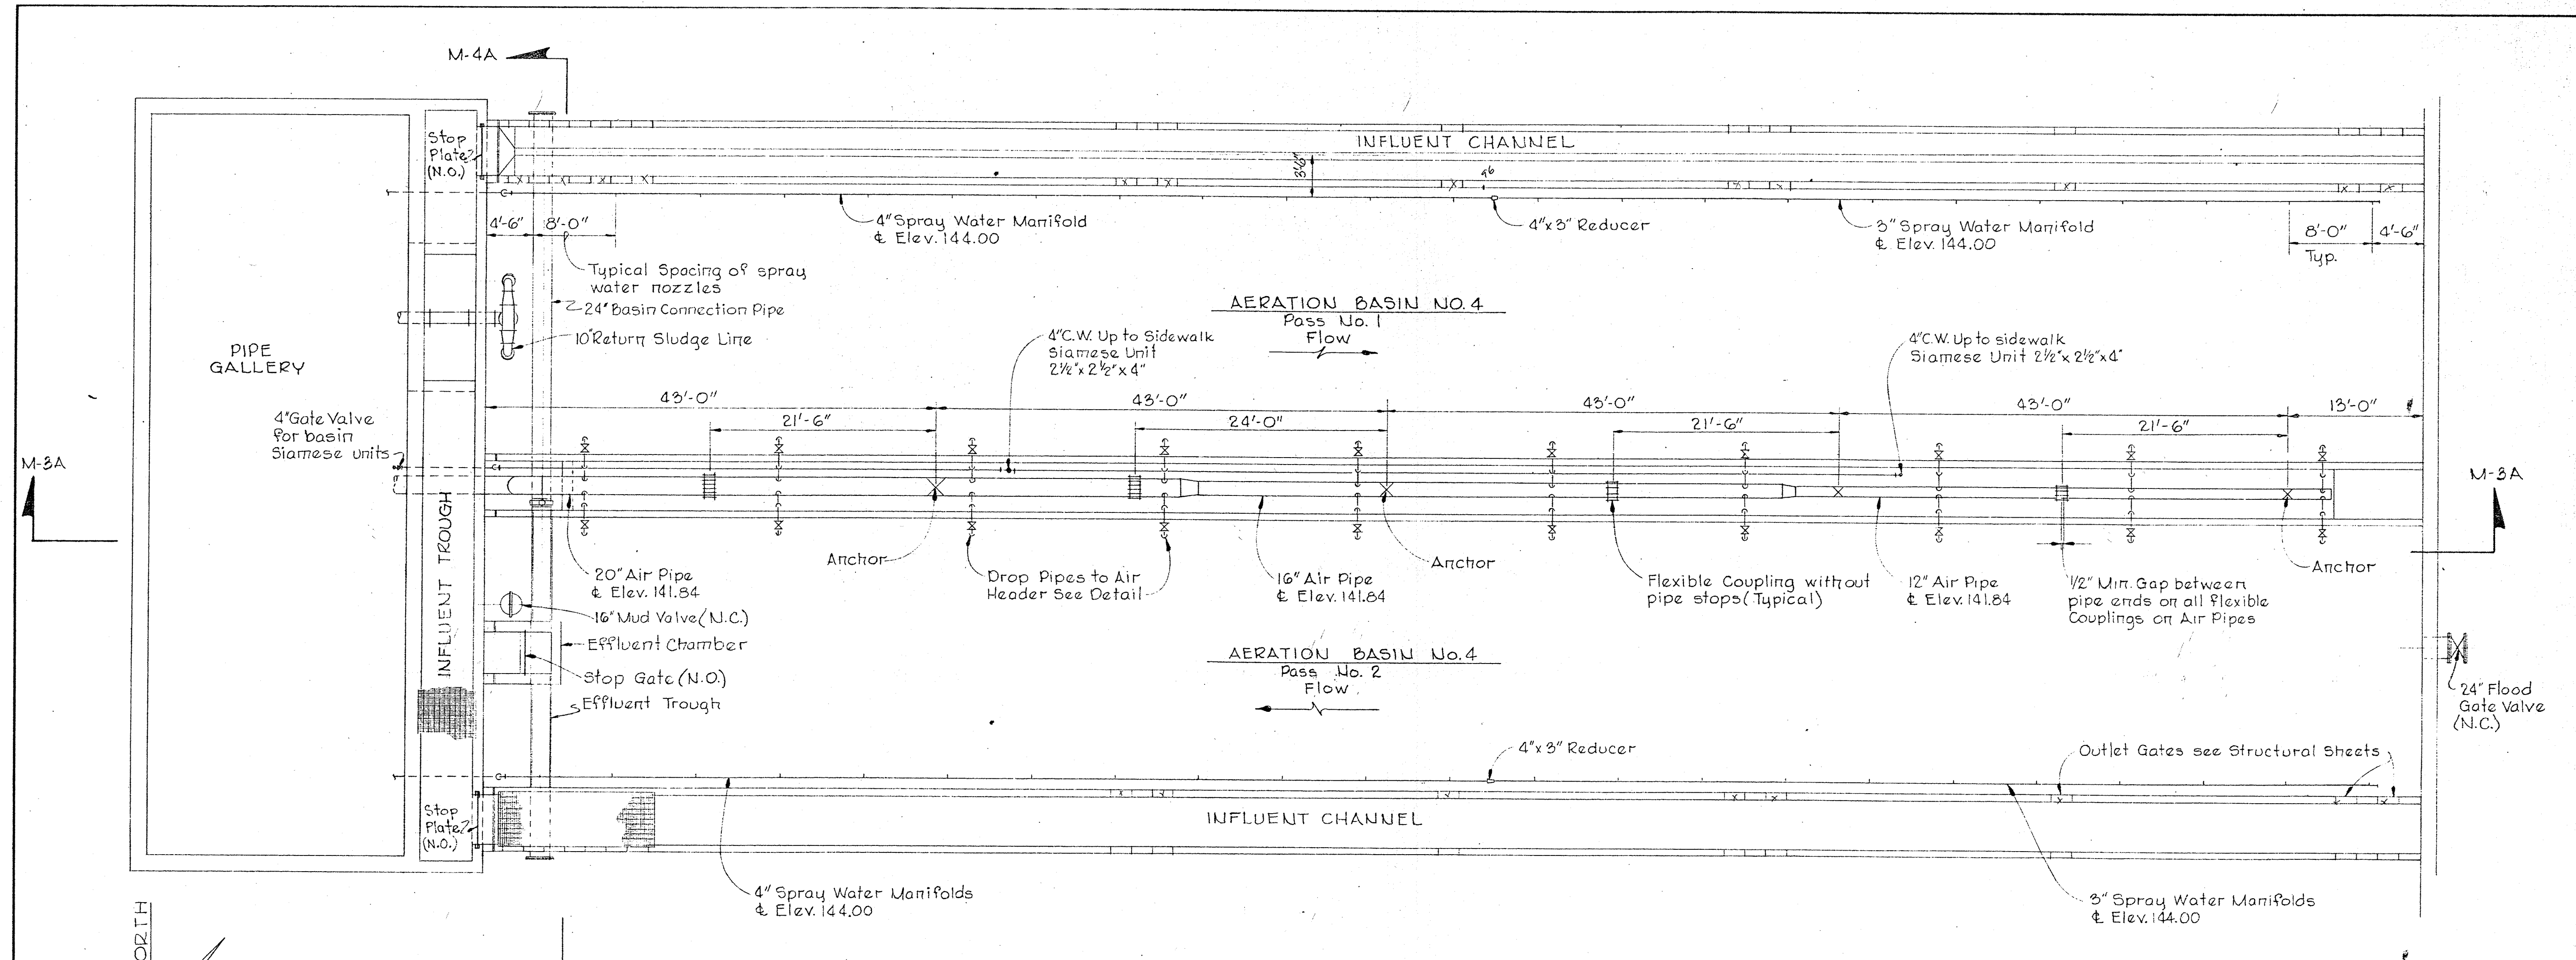 M-4A
Stop
Plate
(N.O.)
INFLUENT CHANNEL
3'6"
96
4'-6"
8'-0"
4" Spray Water Manifold
℄ Elev. 144.00
4"x3" Reducer
3" Spray Water Manifold
℄ Elev. 144.00
8'-0"
Typ.
4'-6"
Typical Spacing of spray
water nozzles
24" Basin Connection Pipe
10" Return Sludge Line
AERATION BASIN NO. 4
Pass No. 1
Flow
PIPE
GALLERY
4" C.W. Up to Sidewalk
Siamese Unit
2½"x 2½"x 4"
4" C.W. Up to sidewalk
Siamese Unit 2½"x 2½"x 4"
43'-0"
43'-0"
43'-0"
43'-0"
13'-0"
21'-6"
24'-0"
21'-6"
21'-6"
4" Gate Valve
for basin
Siamese units
M-3A
M-3A
INFLUENT TROUGH
Anchor
Anchor
Anchor
20" Air Pipe
℄ Elev. 141.84
Drop Pipes to Air
Header See Detail
16" Air Pipe
℄ Elev. 141.84
Flexible Coupling without
pipe stops (Typical)
12" Air Pipe
℄ Elev. 141.84
1/2" Min. Gap between
pipe ends on all flexible
Couplings on Air Pipes
16" Mud Valve (N.C.)
Effluent Chamber
Stop Gate (N.O.)
Effluent Trough
AERATION BASIN No. 4
Pass No. 2
Flow
24" Flood
Gate Valve
(N.C.)
4"x 3" Reducer
Outlet Gates see Structural Sheets
Stop
Plate
(N.O.)
INFLUENT CHANNEL
4" Spray Water Manifolds
℄ Elev. 144.00
3" Spray Water Manifolds
℄ Elev. 144.00
ORTH